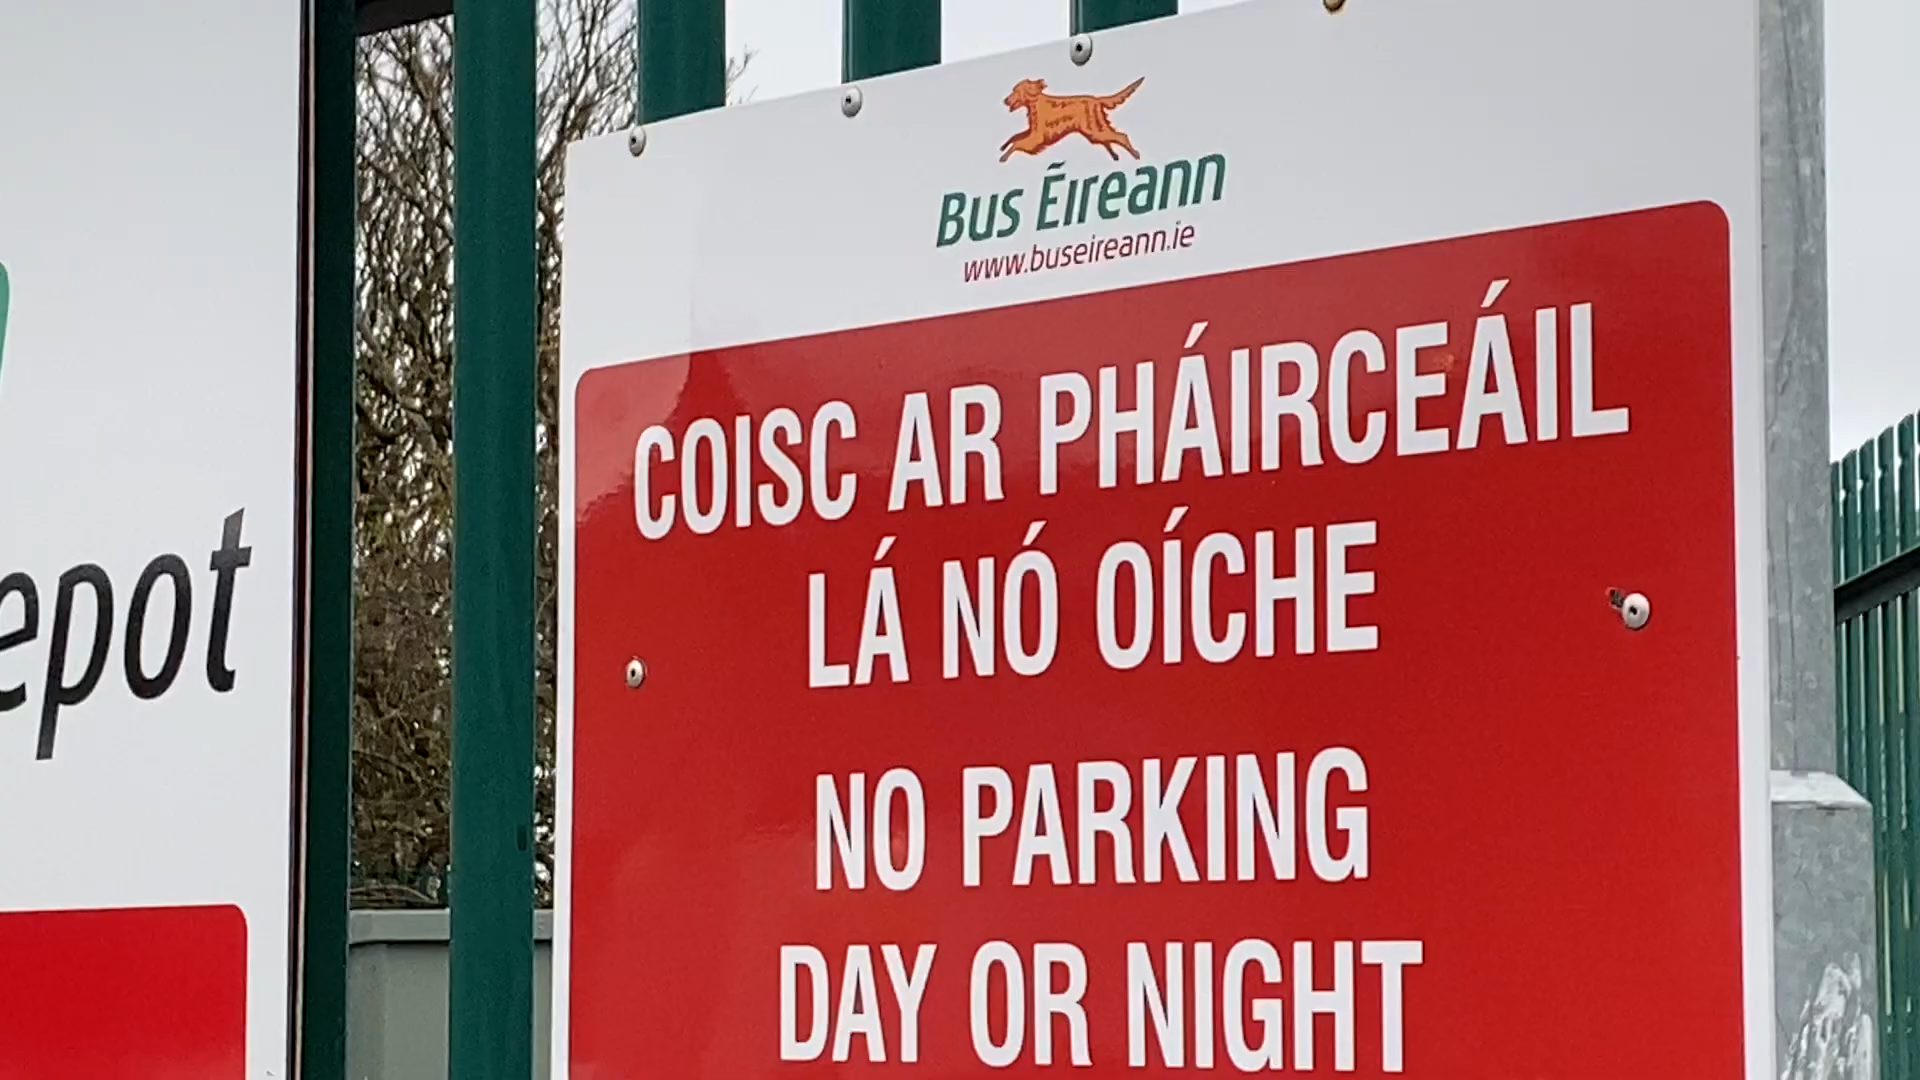 epot
Bus Éireann
www.buseireann.ie
COISC AR PHÁIRCEÁIL
LÁ NÓ OÍCHE
NO PARKING
DAY OR NIGHT